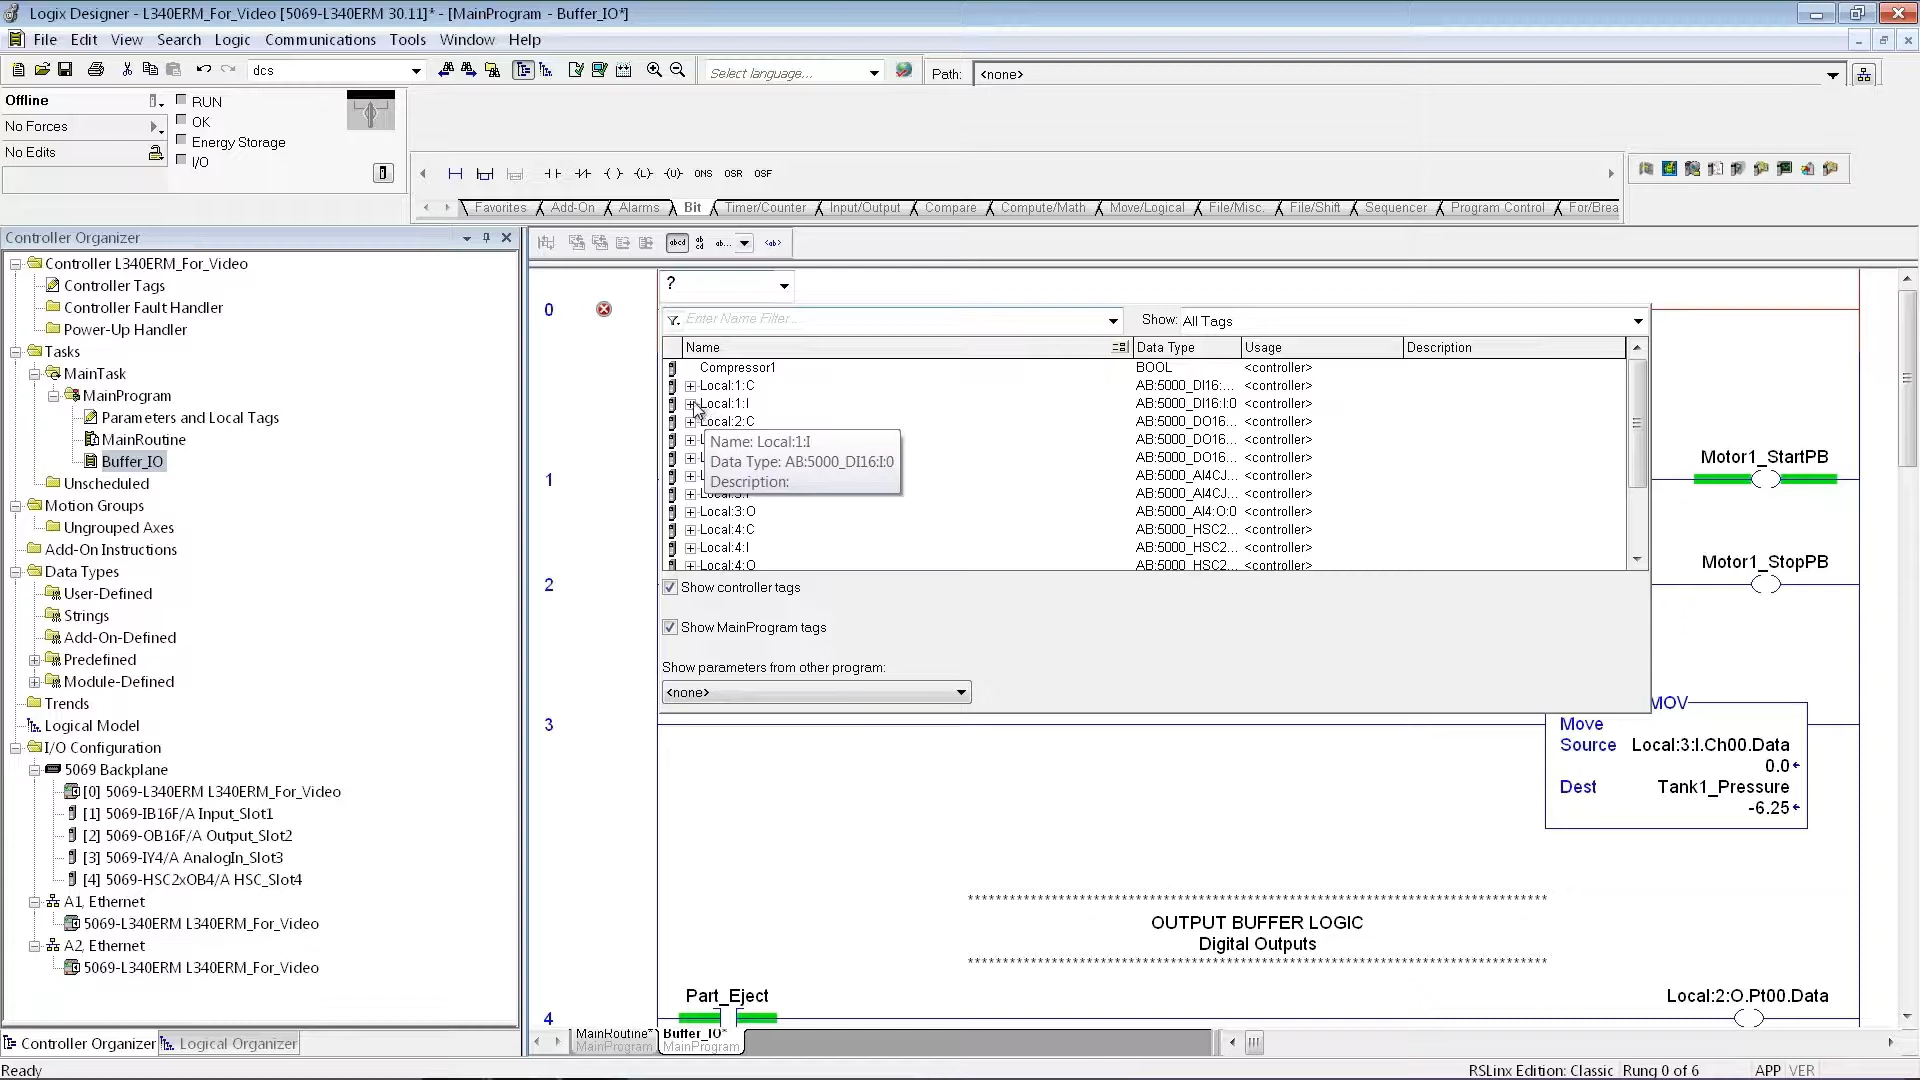 Logix Designer - L340ERM_For_Video [5069-L340ERM 30.11]* - [MainProgram - Buffer_IO*]
File Edit View Search Logic Communications Tools Window Help
dcs
Select language...
Path: <none>
Offline
RUN
No Forces
OK
Energy Storage
No Edits
I/O
ONS OSR OSF
Favorites Add-On Alarms Bit Timer/Counter Input/Output Compare Compute/Math Move/Logical File/Misc. File/Shift Sequencer Program Control For/Brea
Controller Organizer
Controller L340ERM_For_Video
Controller Tags
Controller Fault Handler
Power-Up Handler
Tasks
MainTask
MainProgram
Parameters and Local Tags
MainRoutine
Buffer_IO
Unscheduled
Motion Groups
Ungrouped Axes
Add-On Instructions
Data Types
User-Defined
Strings
Add-On-Defined
Predefined
Module-Defined
Trends
Logical Model
I/O Configuration
5069 Backplane
[0] 5069-L340ERM L340ERM_For_Video
[1] 5069-IB16F/A Input_Slot1
[2] 5069-OB16F/A Output_Slot2
[3] 5069-IY4/A AnalogIn_Slot3
[4] 5069-HSC2xOB4/A HSC_Slot4
A1, Ethernet
5069-L340ERM L340ERM_For_Video
A2, Ethernet
5069-L340ERM L340ERM_For_Video
Controller Organizer Logical Organizer
abcd ab cd ab... <ab>
?
0
Enter Name Filter...
Show: All Tags
Name Data Type Usage Description
Compressor1 BOOL <controller>
Local:1:C AB:5000_DI16:... <controller>
Local:1:I AB:5000_DI16:I:0 <controller>
Local:2:C AB:5000_DO16... <controller>
AB:5000_DO16... <controller>
AB:5000_DO16... <controller>
AB:5000_AI4CJ... <controller>
Local:3:I AB:5000_AI4CJ... <controller>
Local:3:O AB:5000_AI4:O:0 <controller>
Local:4:C AB:5000_HSC2... <controller>
Local:4:I AB:5000_HSC2... <controller>
Local:4:O AB:5000_HSC2... <controller>
Name: Local:1:I
Data Type: AB:5000_DI16:I:0
Description:
Show controller tags
Show MainProgram tags
Show parameters from other program:
<none>
1
Motor1_StartPB
2
Motor1_StopPB
3
MOV
Move
Source Local:3:I.Ch00.Data
0.0
Dest Tank1_Pressure
-6.25
******************************************************************************
OUTPUT BUFFER LOGIC
Digital Outputs
******************************************************************************
4
Part_Eject
Local:2:O.Pt00.Data
MainRoutine*
MainProgram
Buffer_IO*
MainProgram
Ready
RSLinx Edition: Classic Rung 0 of 6 APP VER